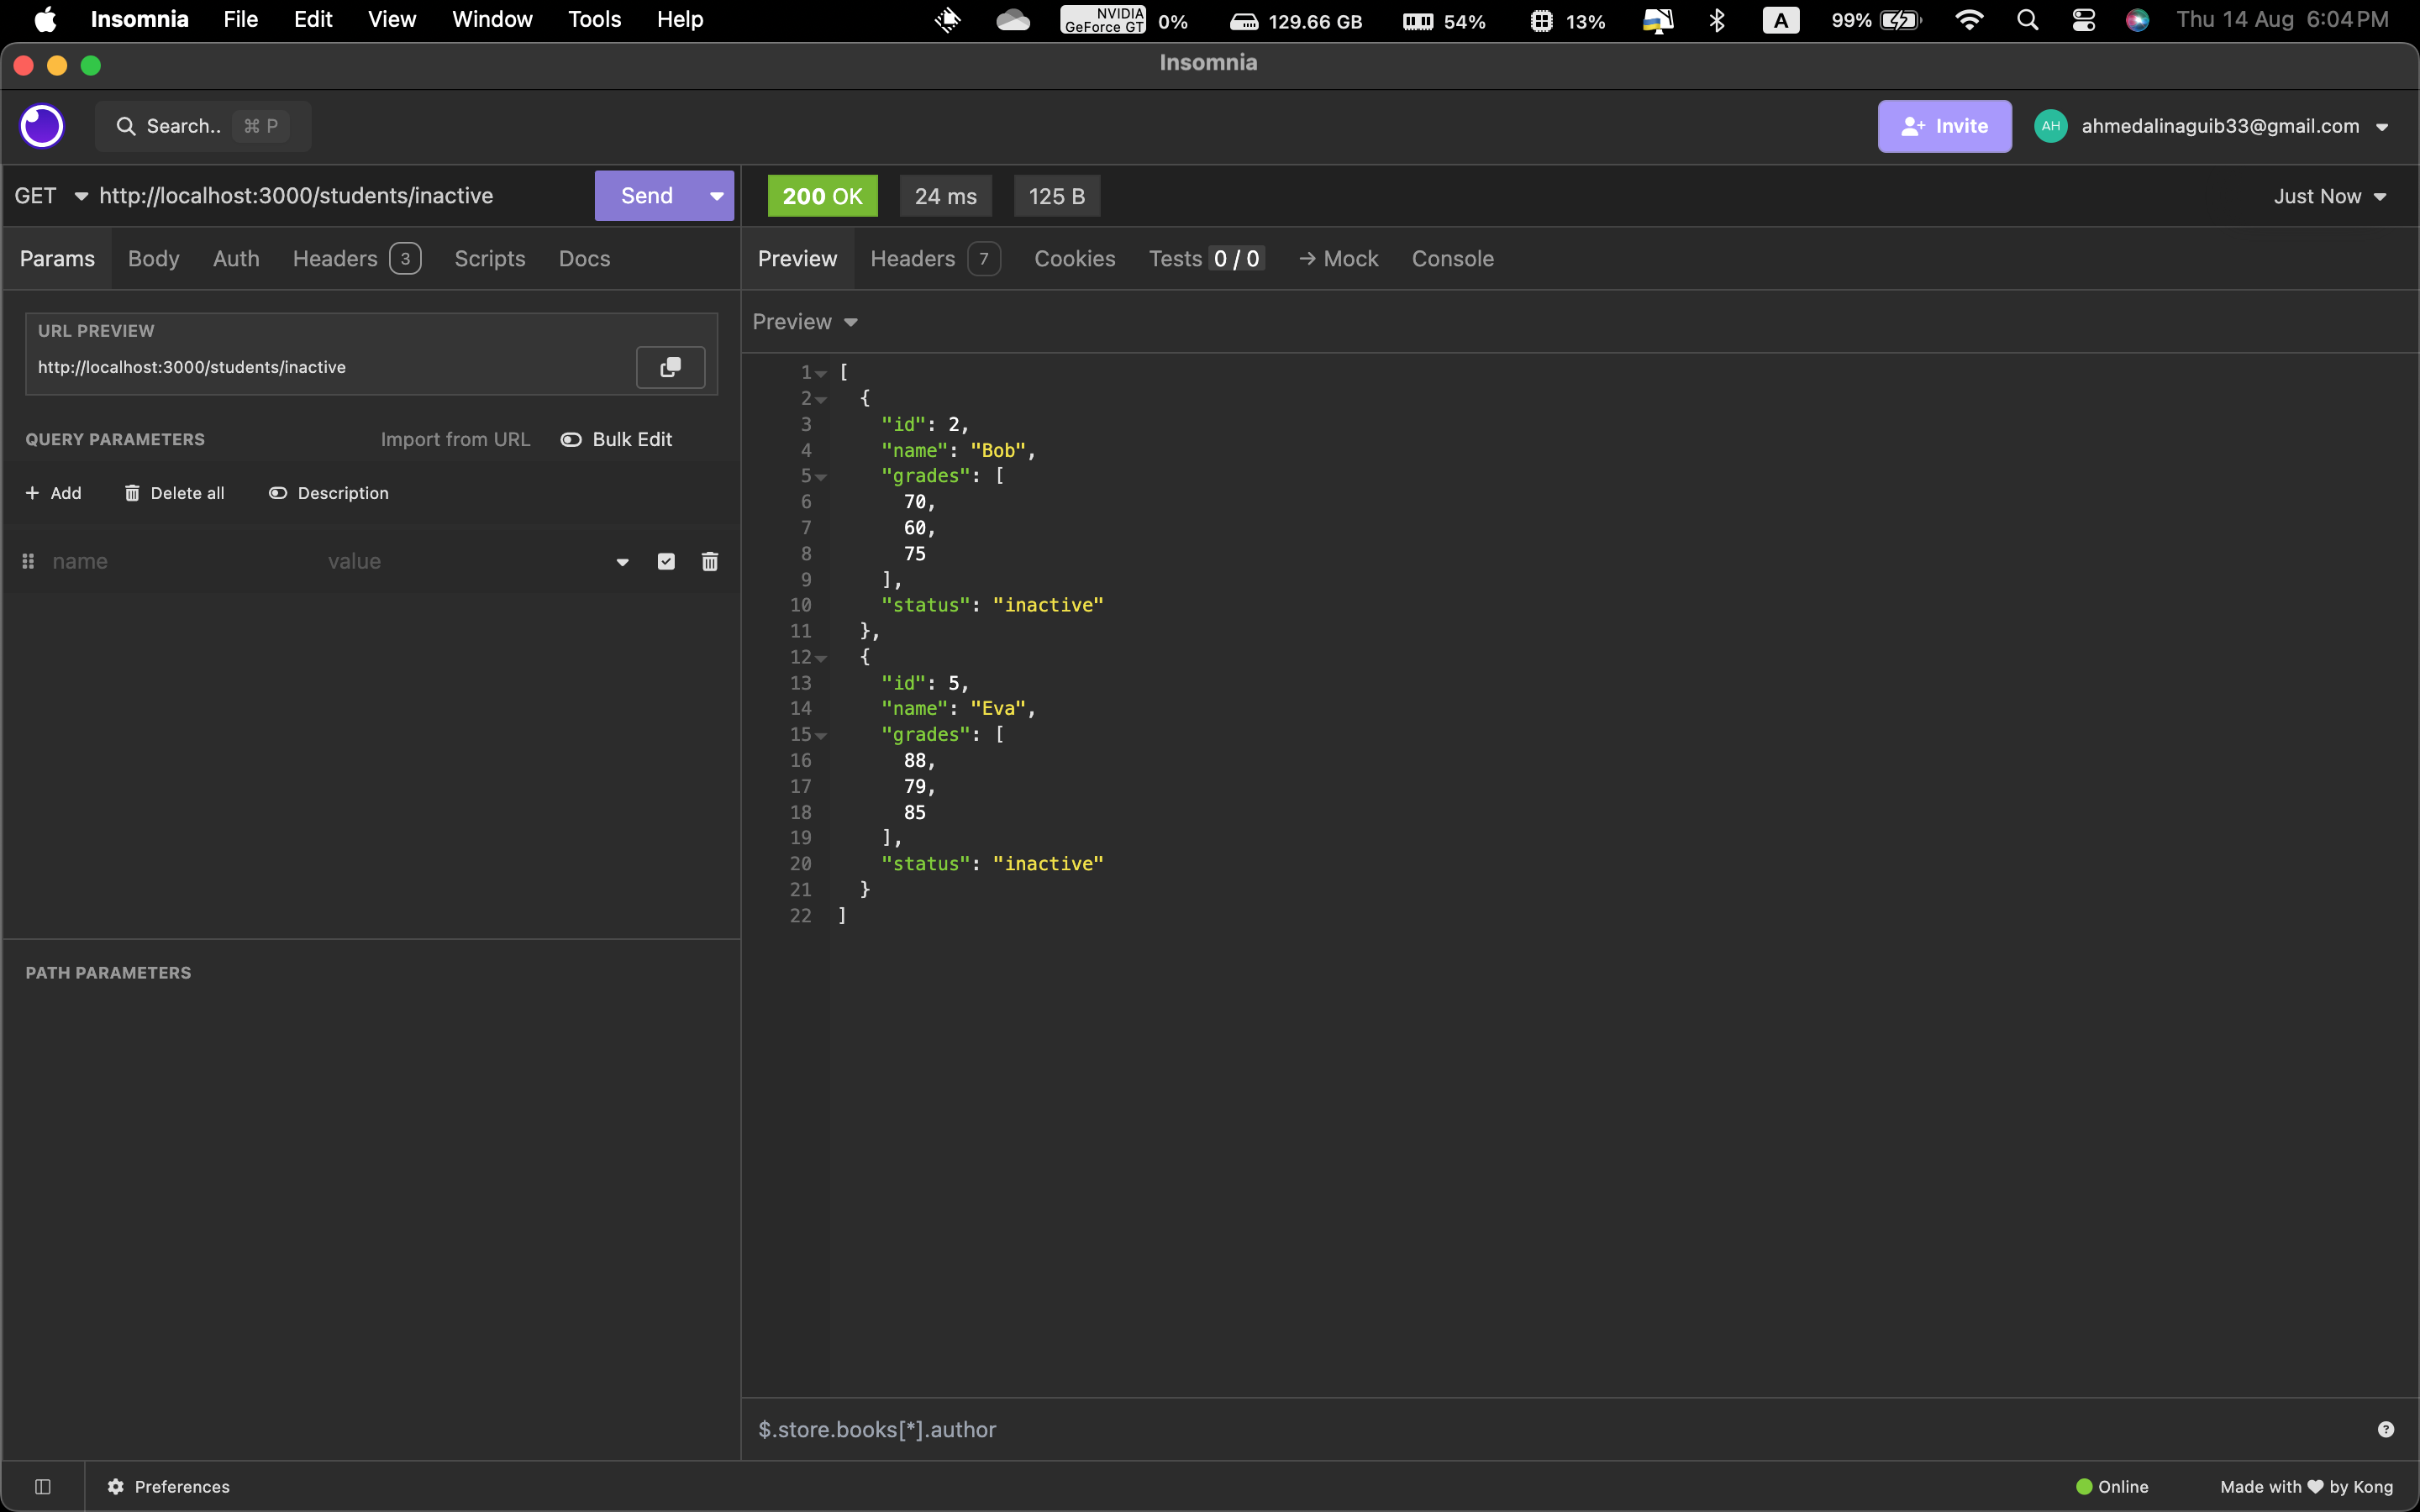 Insomnia File Edit View Window Tools Help NVIDIA GeForce GT 0% 129.66 GB 54% 13% A 99% Thu 14 Aug 6:04 PM
Insomnia
Search.. ⌘ P Invite AH ahmedalinaguib33@gmail.com
GET http://localhost:3000/students/inactive Send 200 OK 24 ms 125 B Just Now
Params Body Auth Headers 3 Scripts Docs Preview Headers 7 Cookies Tests 0 / 0 → Mock Console
URL PREVIEW
http://localhost:3000/students/inactive
QUERY PARAMETERS Import from URL Bulk Edit
+ Add Delete all Description
name value
PATH PARAMETERS
Preview
1 [
2 {
3 "id": 2,
4 "name": "Bob",
5 "grades": [
6 70,
7 60,
8 75
9 ],
10 "status": "inactive"
11 },
12 {
13 "id": 5,
14 "name": "Eva",
15 "grades": [
16 88,
17 79,
18 85
19 ],
20 "status": "inactive"
21 }
22 ]
$.store.books[*].author ?
Preferences Online Made with ♥ by Kong